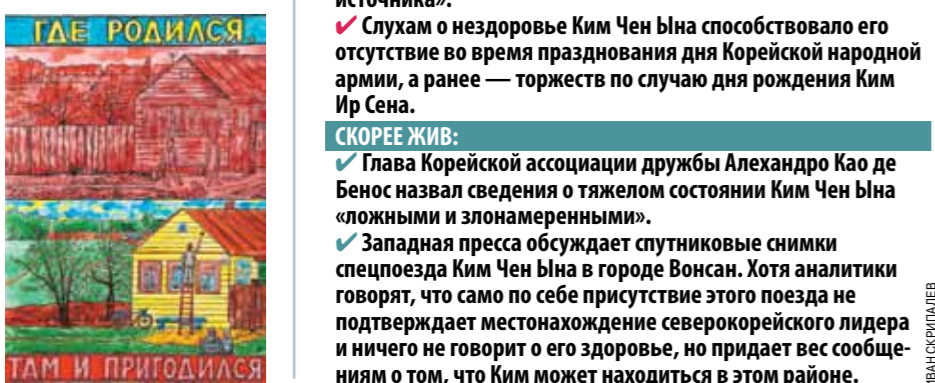 ГДЕ РОДИЛСЯ
ТАМ И ПРИГОДИЛСЯ
источника».
✔ Слухам о нездоровье Ким Чен Ына способствовало его
отсутствие во время празднования дня Корейской народной
армии, а ранее — торжеств по случаю дня рождения Ким
Ир Сена.
СКОРЕЕ ЖИВ:
✔ Глава Корейской ассоциации дружбы Алехандро Као де
Бенос назвал сведения о тяжелом состоянии Ким Чен Ына
«ложными и злонамеренными».
✔ Западная пресса обсуждает спутниковые снимки
спецпоезда Ким Чен Ына в городе Вонсан. Хотя аналитики
говорят, что само по себе присутствие этого поезда не
подтверждает местонахождение северокорейского лидера
и ничего не говорит о его здоровье, но придает вес сообще-
ниям о том, что Ким может находиться в этом районе.
ИВАН СКРИПАЛЕВ